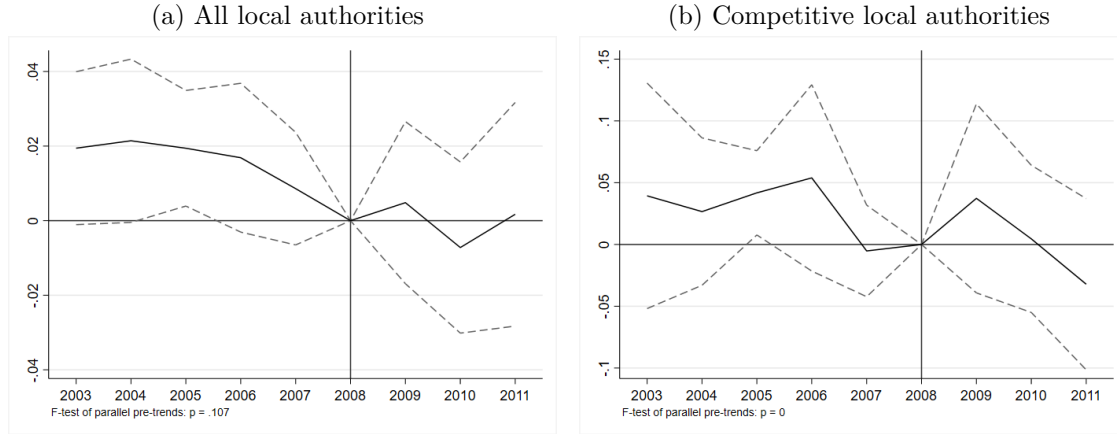 (a) All local authorities
.04
.02
0
-.02
-.04
2003 2004 2005 2006 2007 2008 2009 2010 2011
F-test of parallel pre-trends: p = .107
(b) Competitive local authorities
.15
.1
.05
0
-.05
-.1
2003 2004 2005 2006 2007 2008 2009 2010 2011
F-test of parallel pre-trends: p = 0